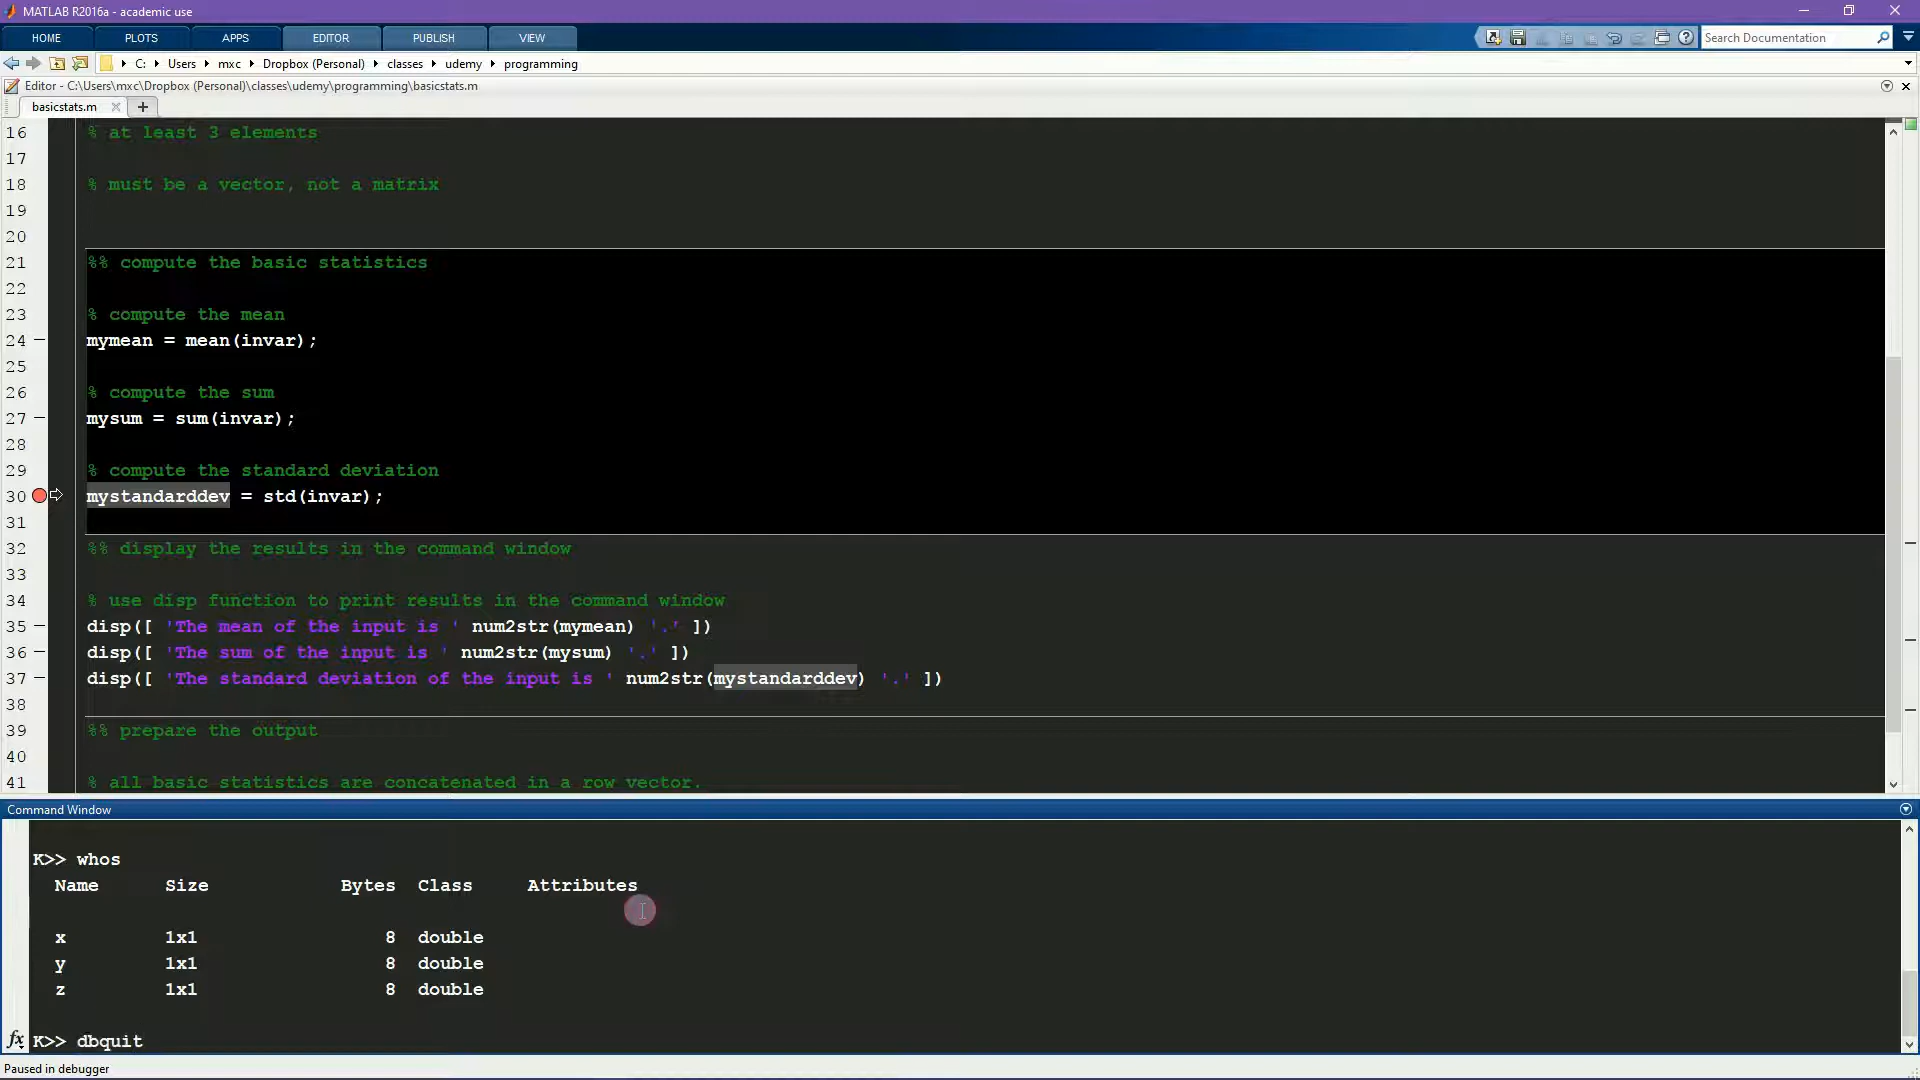 MATLAB R2016a - academic use
HOME PLOTS APPS EDITOR PUBLISH VIEW Search Documentation
C: Users mxc Dropbox (Personal) classes udemy programming
Editor - C:\Users\mxc\Dropbox (Personal)\classes\udemy\programming\basicstats.m
basicstats.m
16 % at least 3 elements
17
18 % must be a vector, not a matrix
19
20
21 %% compute the basic statistics
22
23 % compute the mean
24 mymean = mean(invar);
25
26 % compute the sum
27 mysum = sum(invar);
28
29 % compute the standard deviation
30 mystandarddev = std(invar);
31
32 %% display the results in the command window
33
34 % use disp function to print results in the command window
35 disp([ 'The mean of the input is ' num2str(mymean) '.' ])
36 disp([ 'The sum of the input is ' num2str(mysum) '.' ])
37 disp([ 'The standard deviation of the input is ' num2str(mystandarddev) '.' ])
38
39 %% prepare the output
40
41 % all basic statistics are concatenated in a row vector.
Command Window
K>> whos
Name Size Bytes Class Attributes
x 1x1 8 double
y 1x1 8 double
z 1x1 8 double
fx K>> dbquit
Paused in debugger